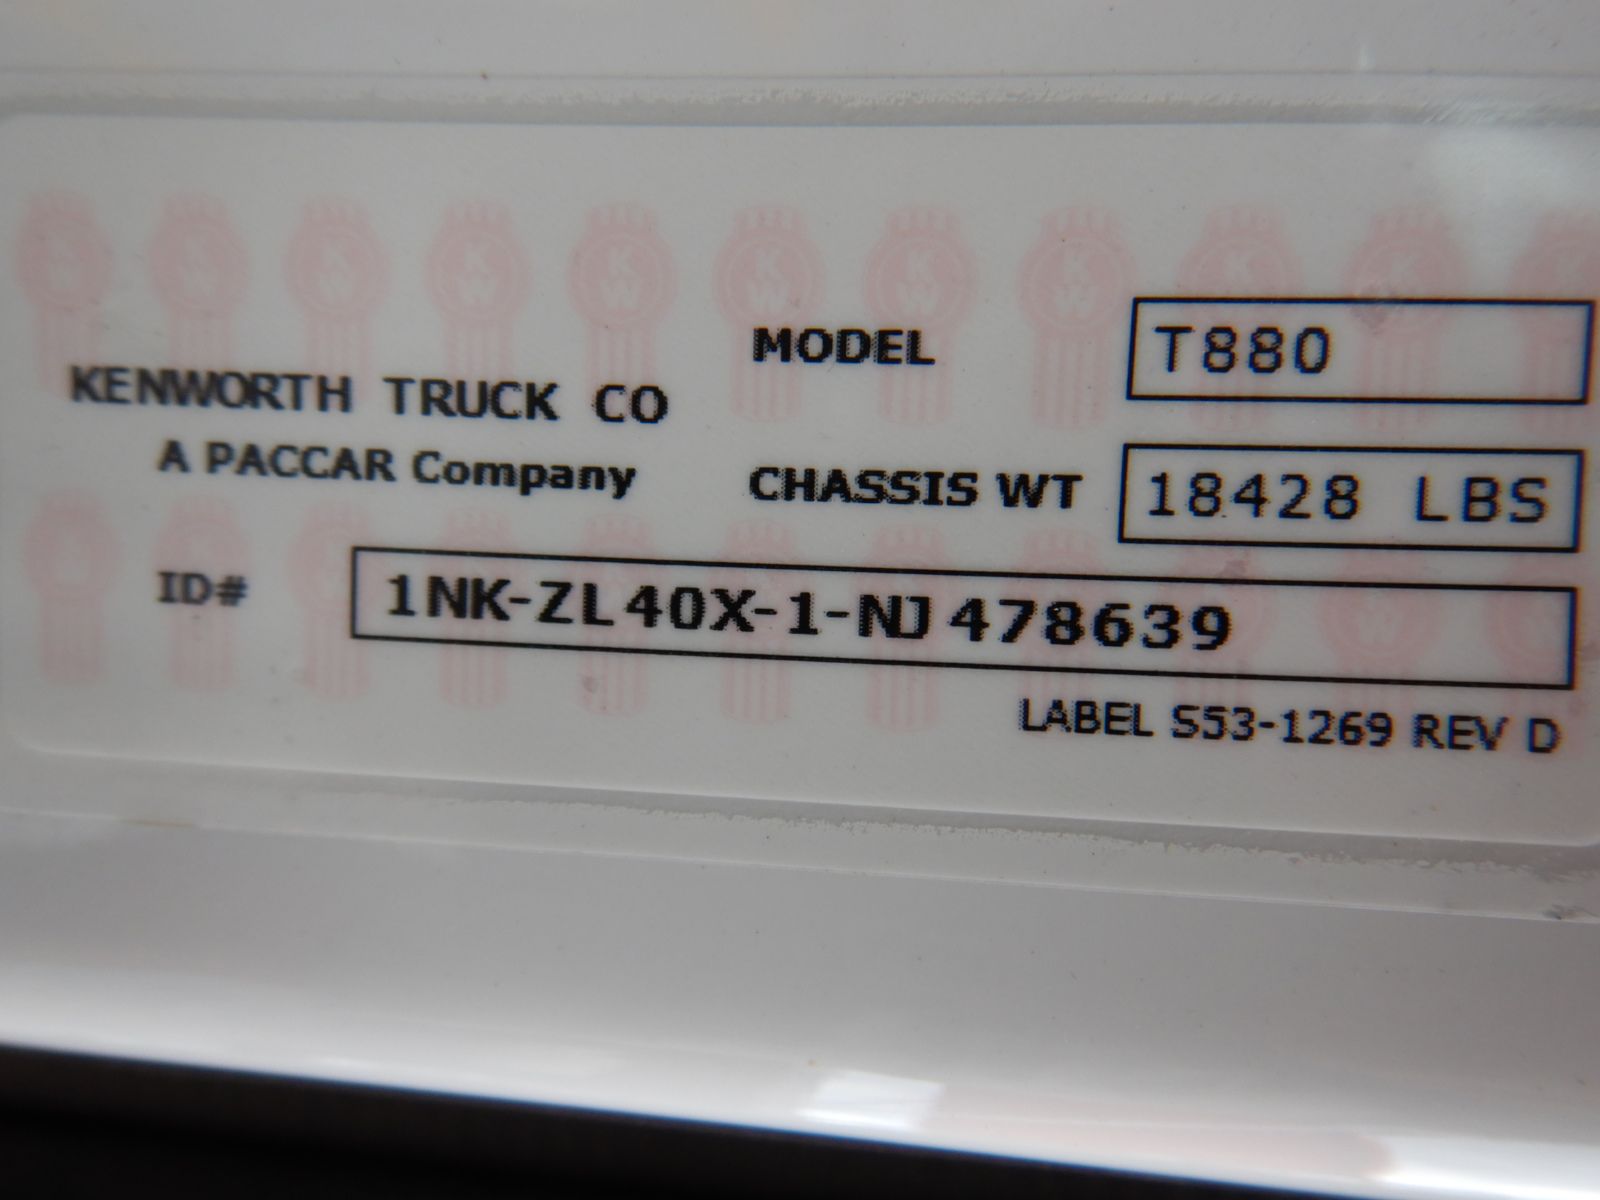 MODEL T880
KENWORTH TRUCK CO
A PACCAR Company
CHASSIS WT 18428 LBS
ID# 1NK-ZL40X-1-NJ478639
LABEL S53-1269 REV D